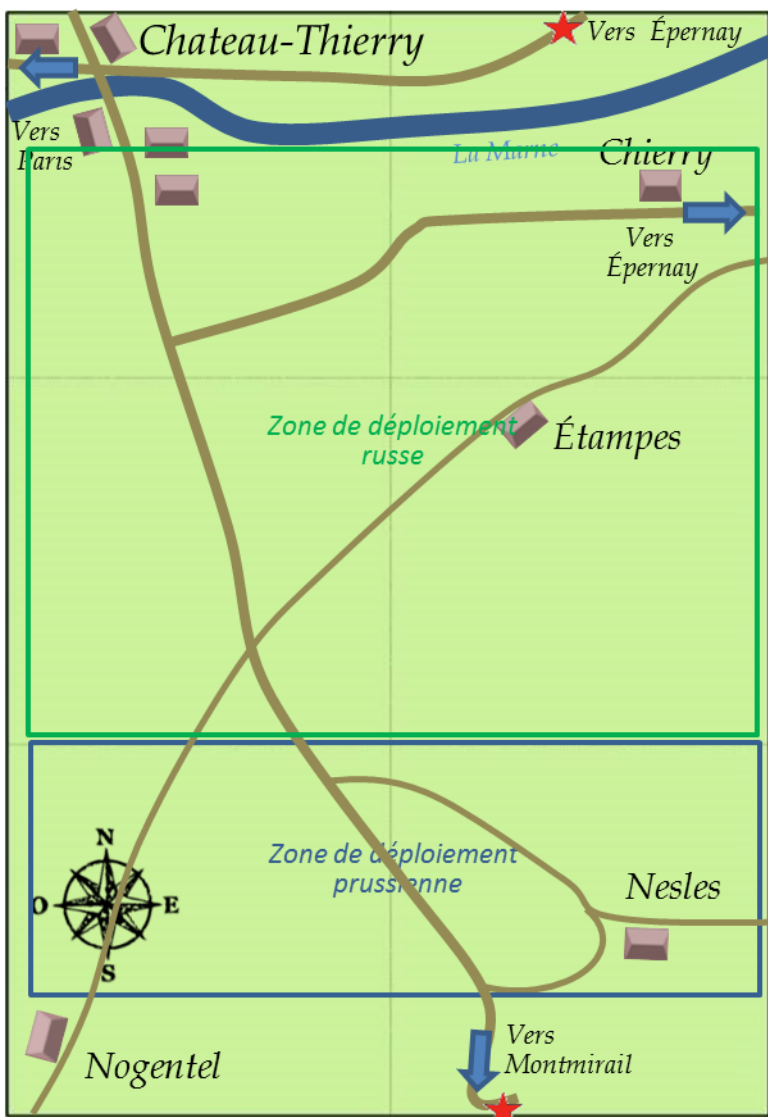 Chateau-Thierry
Vers Épernay
Vers
Paris
La Marne
Chierry
Vers
Épernay
Zone de déploiement
russe
Étampes
Zone de déploiement
prussienne
N
O
E
S
Nesles
Vers
Montmirail
Nogentel